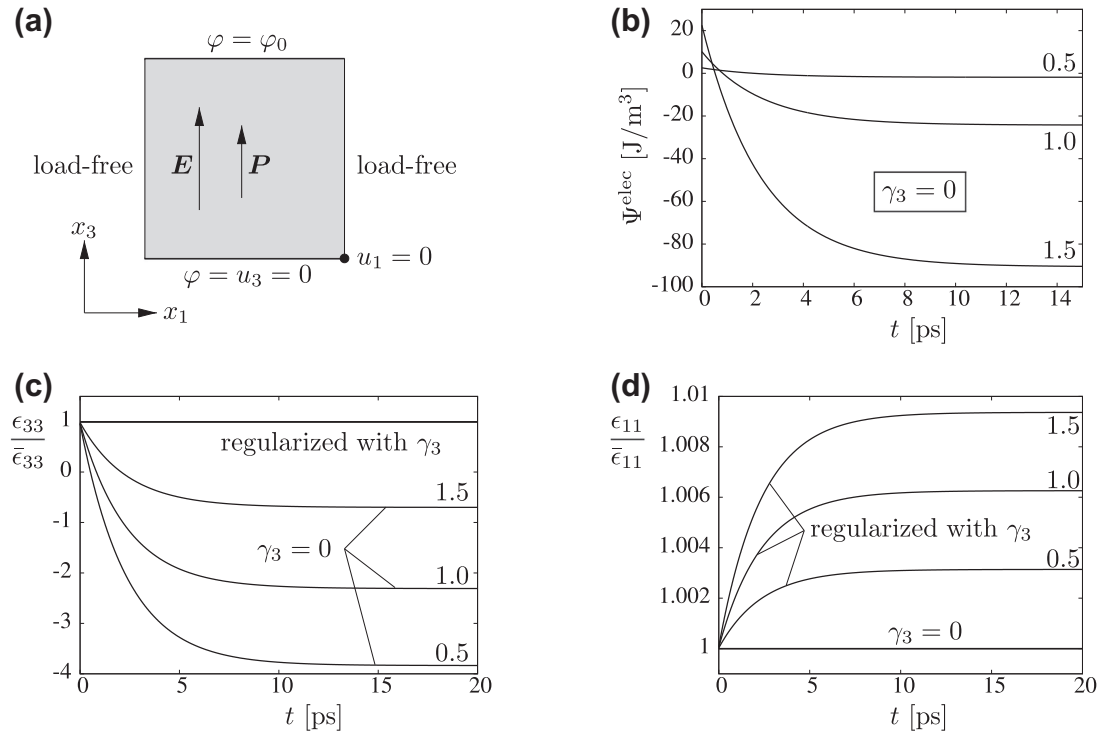 (a)
φ = φ₀
load-free
E
P
load-free
x₃
φ = u₃ = 0
u₁ = 0
x₁
(b)
Ψᵉˡᵉᶜ [J/m³]
20
0
-20
-40
-60
-80
-100
0.5
1.0
γ₃ = 0
1.5
0 2 4 6 8 10 12 14
t [ps]
(c)
ϵ₃₃
ϵ̄₃₃
1
0
-1
-2
-3
-4
regularized with γ₃
1.5
γ₃ = 0
1.0
0.5
0 5 10 15 20
t [ps]
(d)
ϵ₁₁
ϵ̄₁₁
1.01
1.008
1.006
1.004
1.002
1
1.5
1.0
regularized with γ₃
0.5
γ₃ = 0
0 5 10 15 20
t [ps]